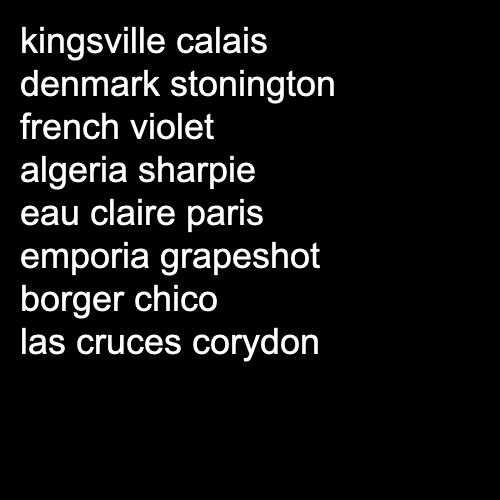 kingsville calais
denmark stonington
french violet
algeria sharpie
eau claire paris
emporia grapeshot
borger chico
las cruces corydon